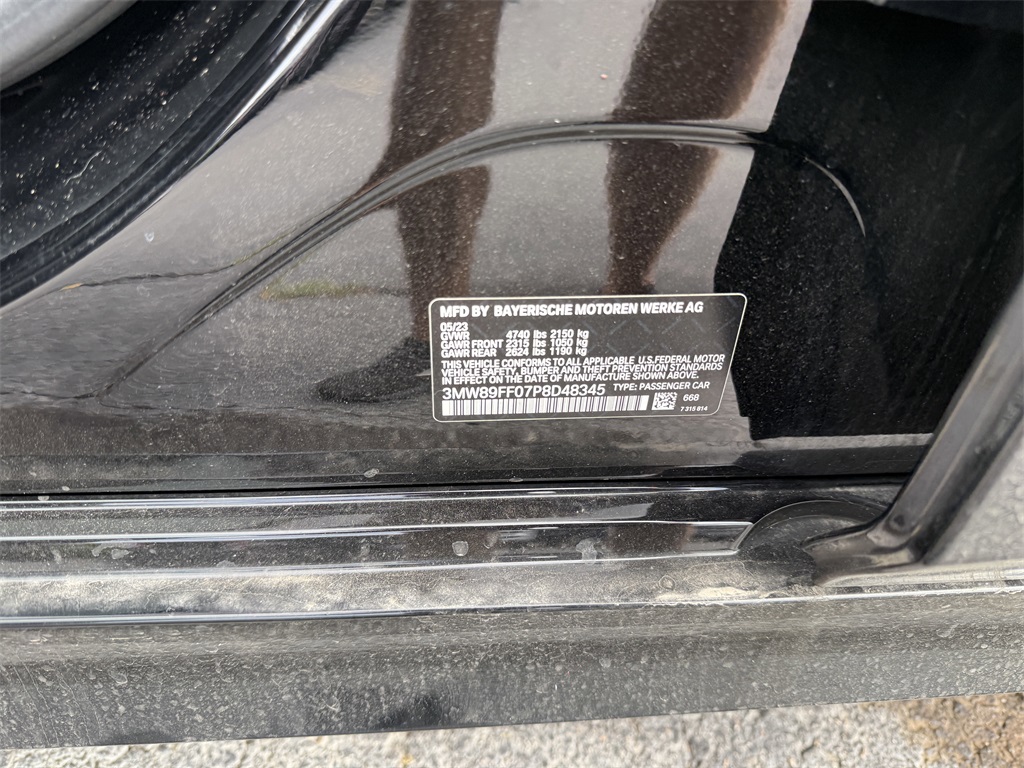 MFD BY BAYERISCHE MOTOREN WERKE AG
05/23
GVWR 4740 lbs 2150 kg
GAWR FRONT 2315 lbs 1050 kg
GAWR REAR 2624 lbs 1190 kg
THIS VEHICLE CONFORMS TO ALL APPLICABLE U.S.FEDERAL MOTOR
VEHICLE SAFETY, BUMPER AND THEFT PREVENTION STANDARDS
IN EFFECT ON THE DATE OF MANUFACTURE SHOWN ABOVE.
3MW89FF07P8D48345 TYPE: PASSENGER CAR
668
7 315 814